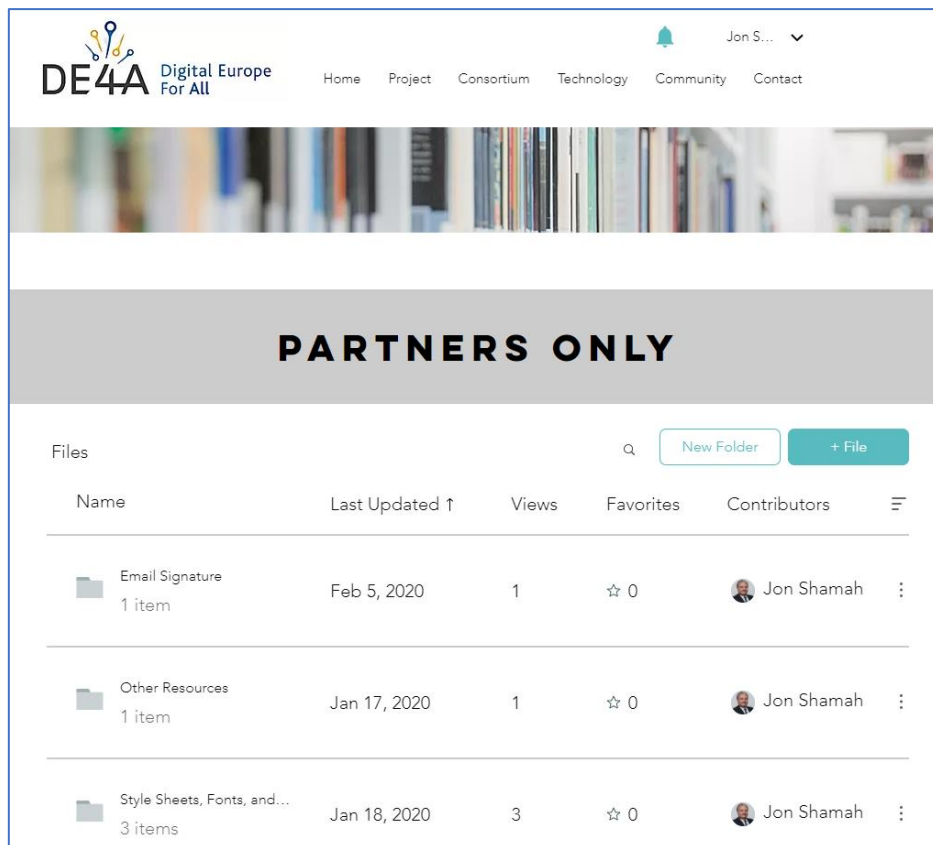 Jon S...
DE4A Digital Europe
For All
Home Project Consortium Technology Community Contact
PARTNERS ONLY
Files New Folder + File
Name Last Updated ↑ Views Favorites Contributors
Email Signature
1 item
Feb 5, 2020 1 ☆ 0 Jon Shamah
Other Resources
1 item
Jan 17, 2020 1 ☆ 0 Jon Shamah
Style Sheets, Fonts, and...
3 items
Jan 18, 2020 3 ☆ 0 Jon Shamah